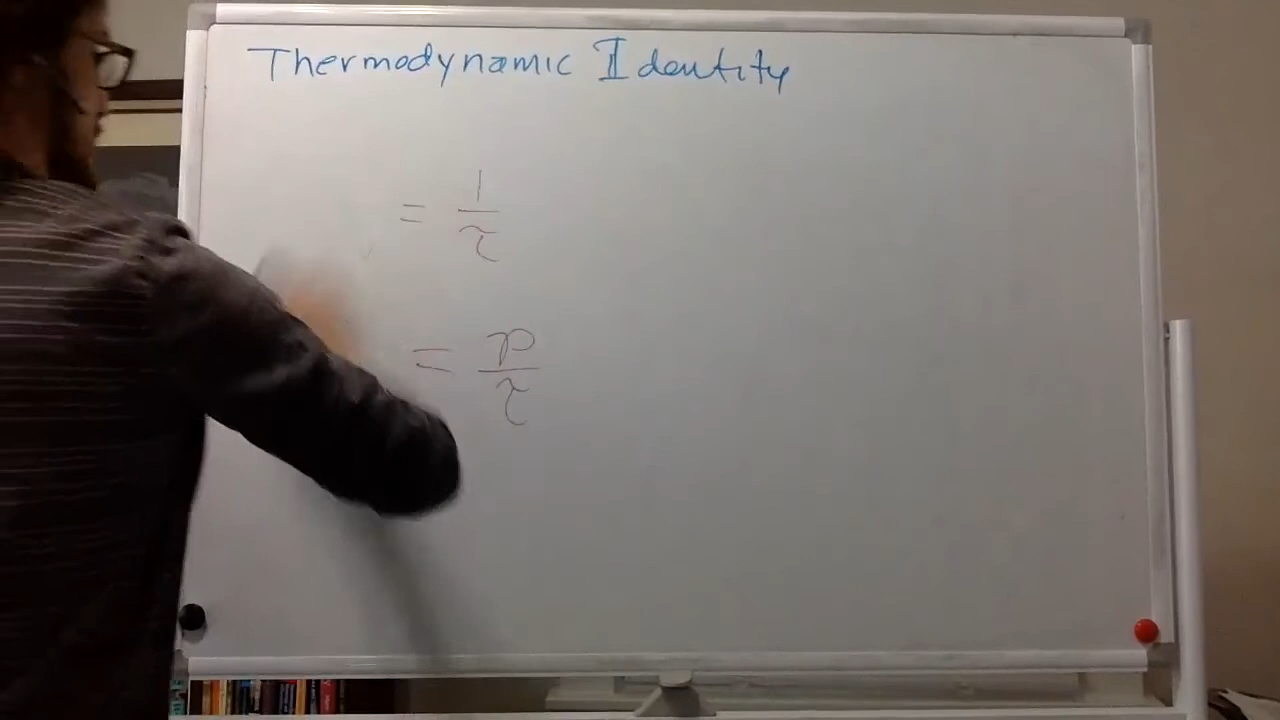 Thermodynamic Identity
= 1/τ
= p/τ